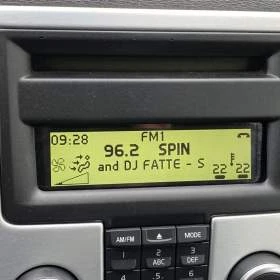 09:28
FM1
96.2 SPIN
and DJ FATTE - S
22 22
AM/FM
MODE
1
2 ABC
3 DEF